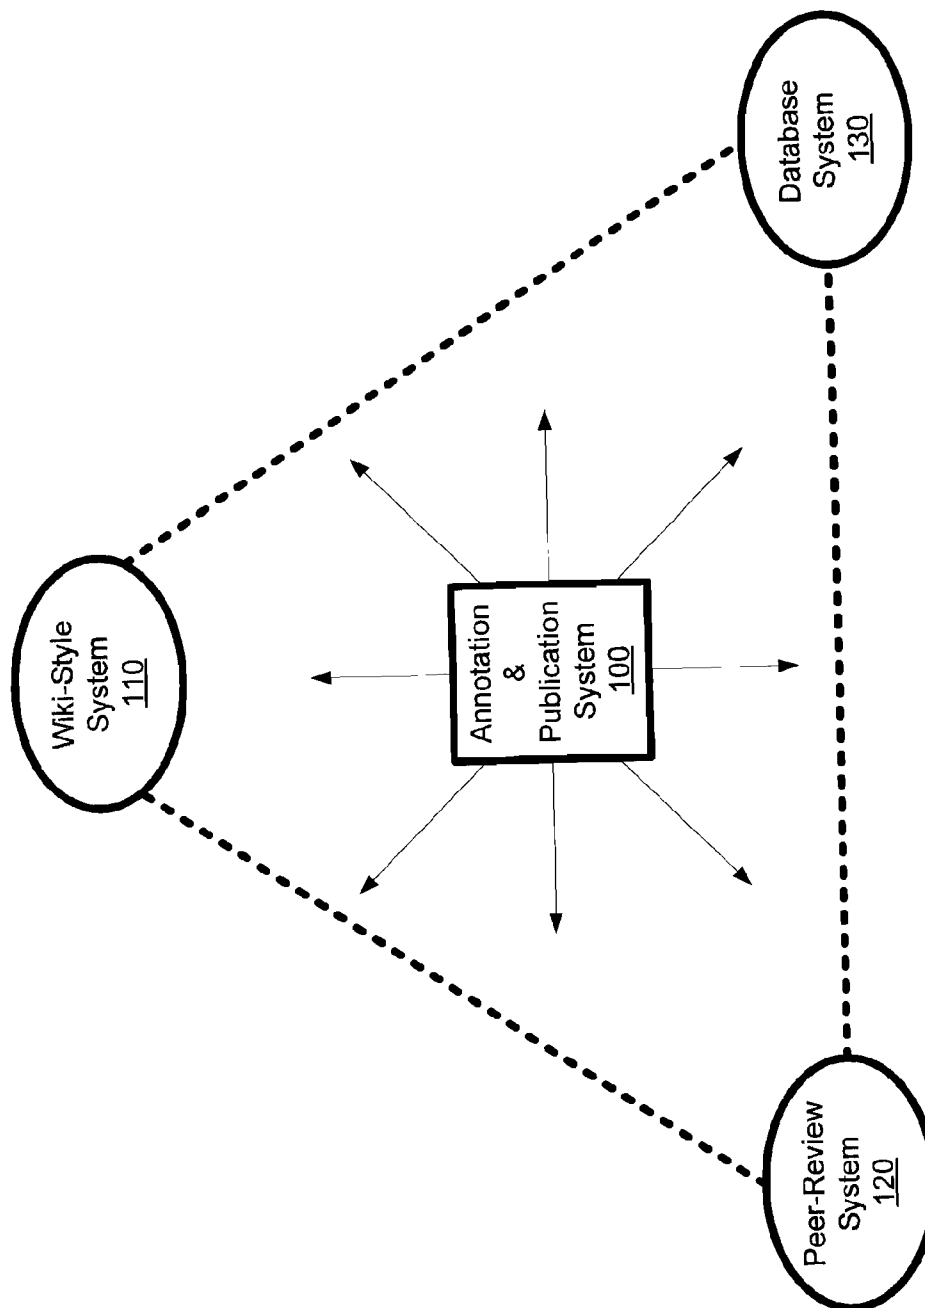 Wiki-Style
System
110
Annotation
&
Publication
System
100
Peer-Review
System
120
Database
System
130